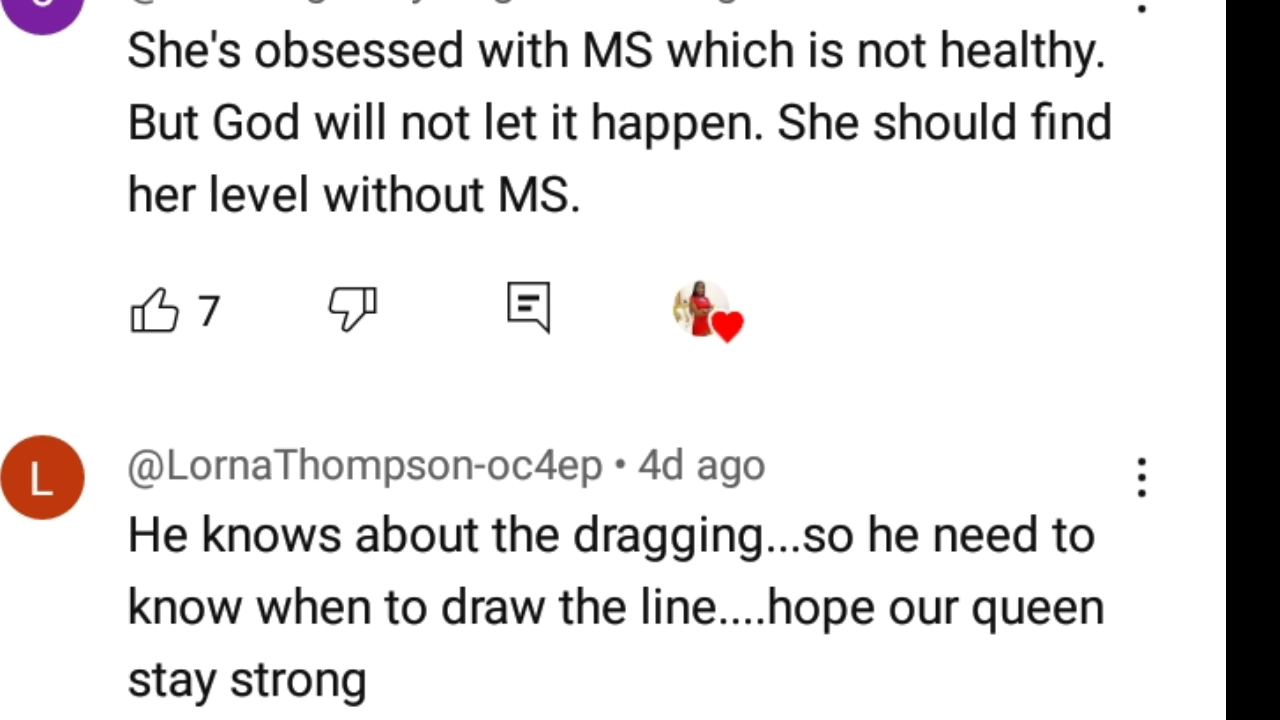 She's obsessed with MS which is not healthy.
But God will not let it happen. She should find
her level without MS.
7
L
@LornaThompson-oc4ep • 4d ago
He knows about the dragging...so he need to
know when to draw the line....hope our queen
stay strong